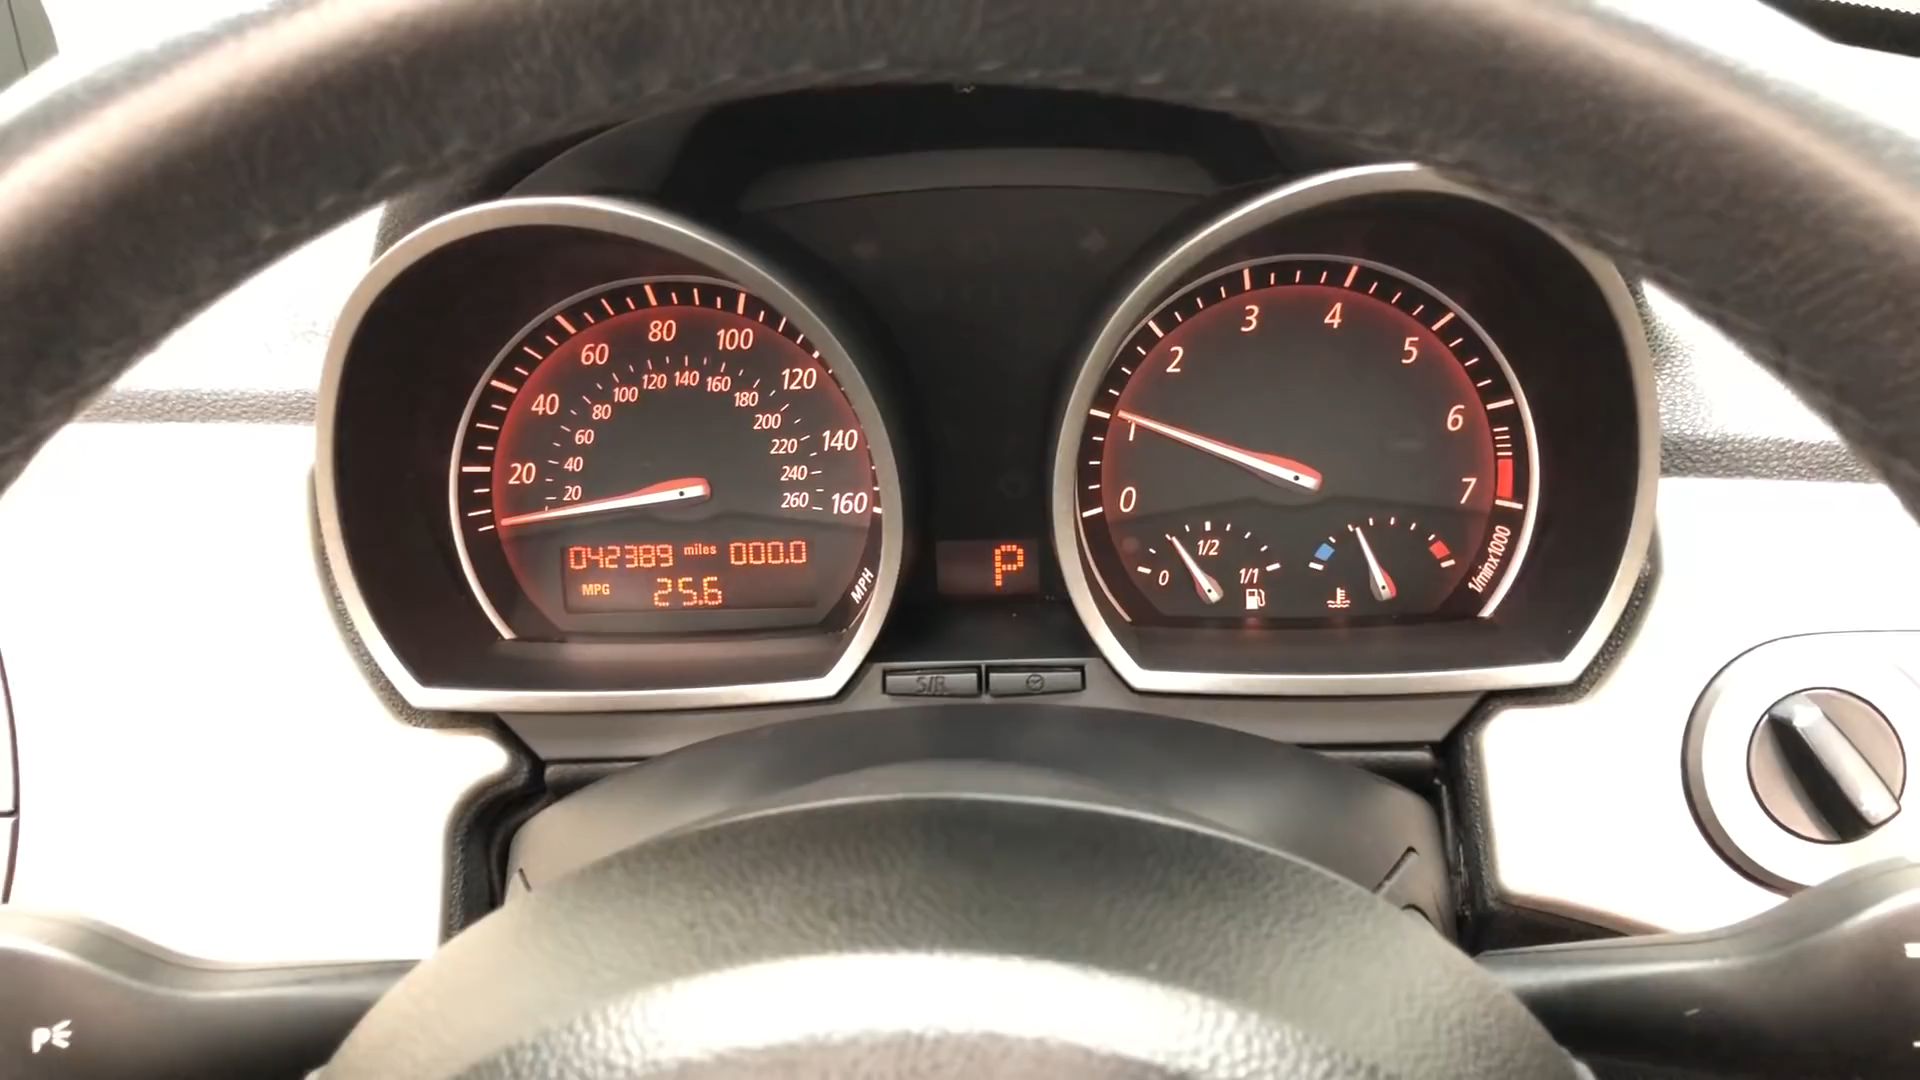 20 40 60 80 100 120 140 160
20 40 60 80 100 120 140 160 180 200 220 240 260
042389 miles 000.0
MPG 25.6
MPH
P
0 1 2 3 4 5 6 7
1/minx1000
0 1/2 1/1
S/R
P